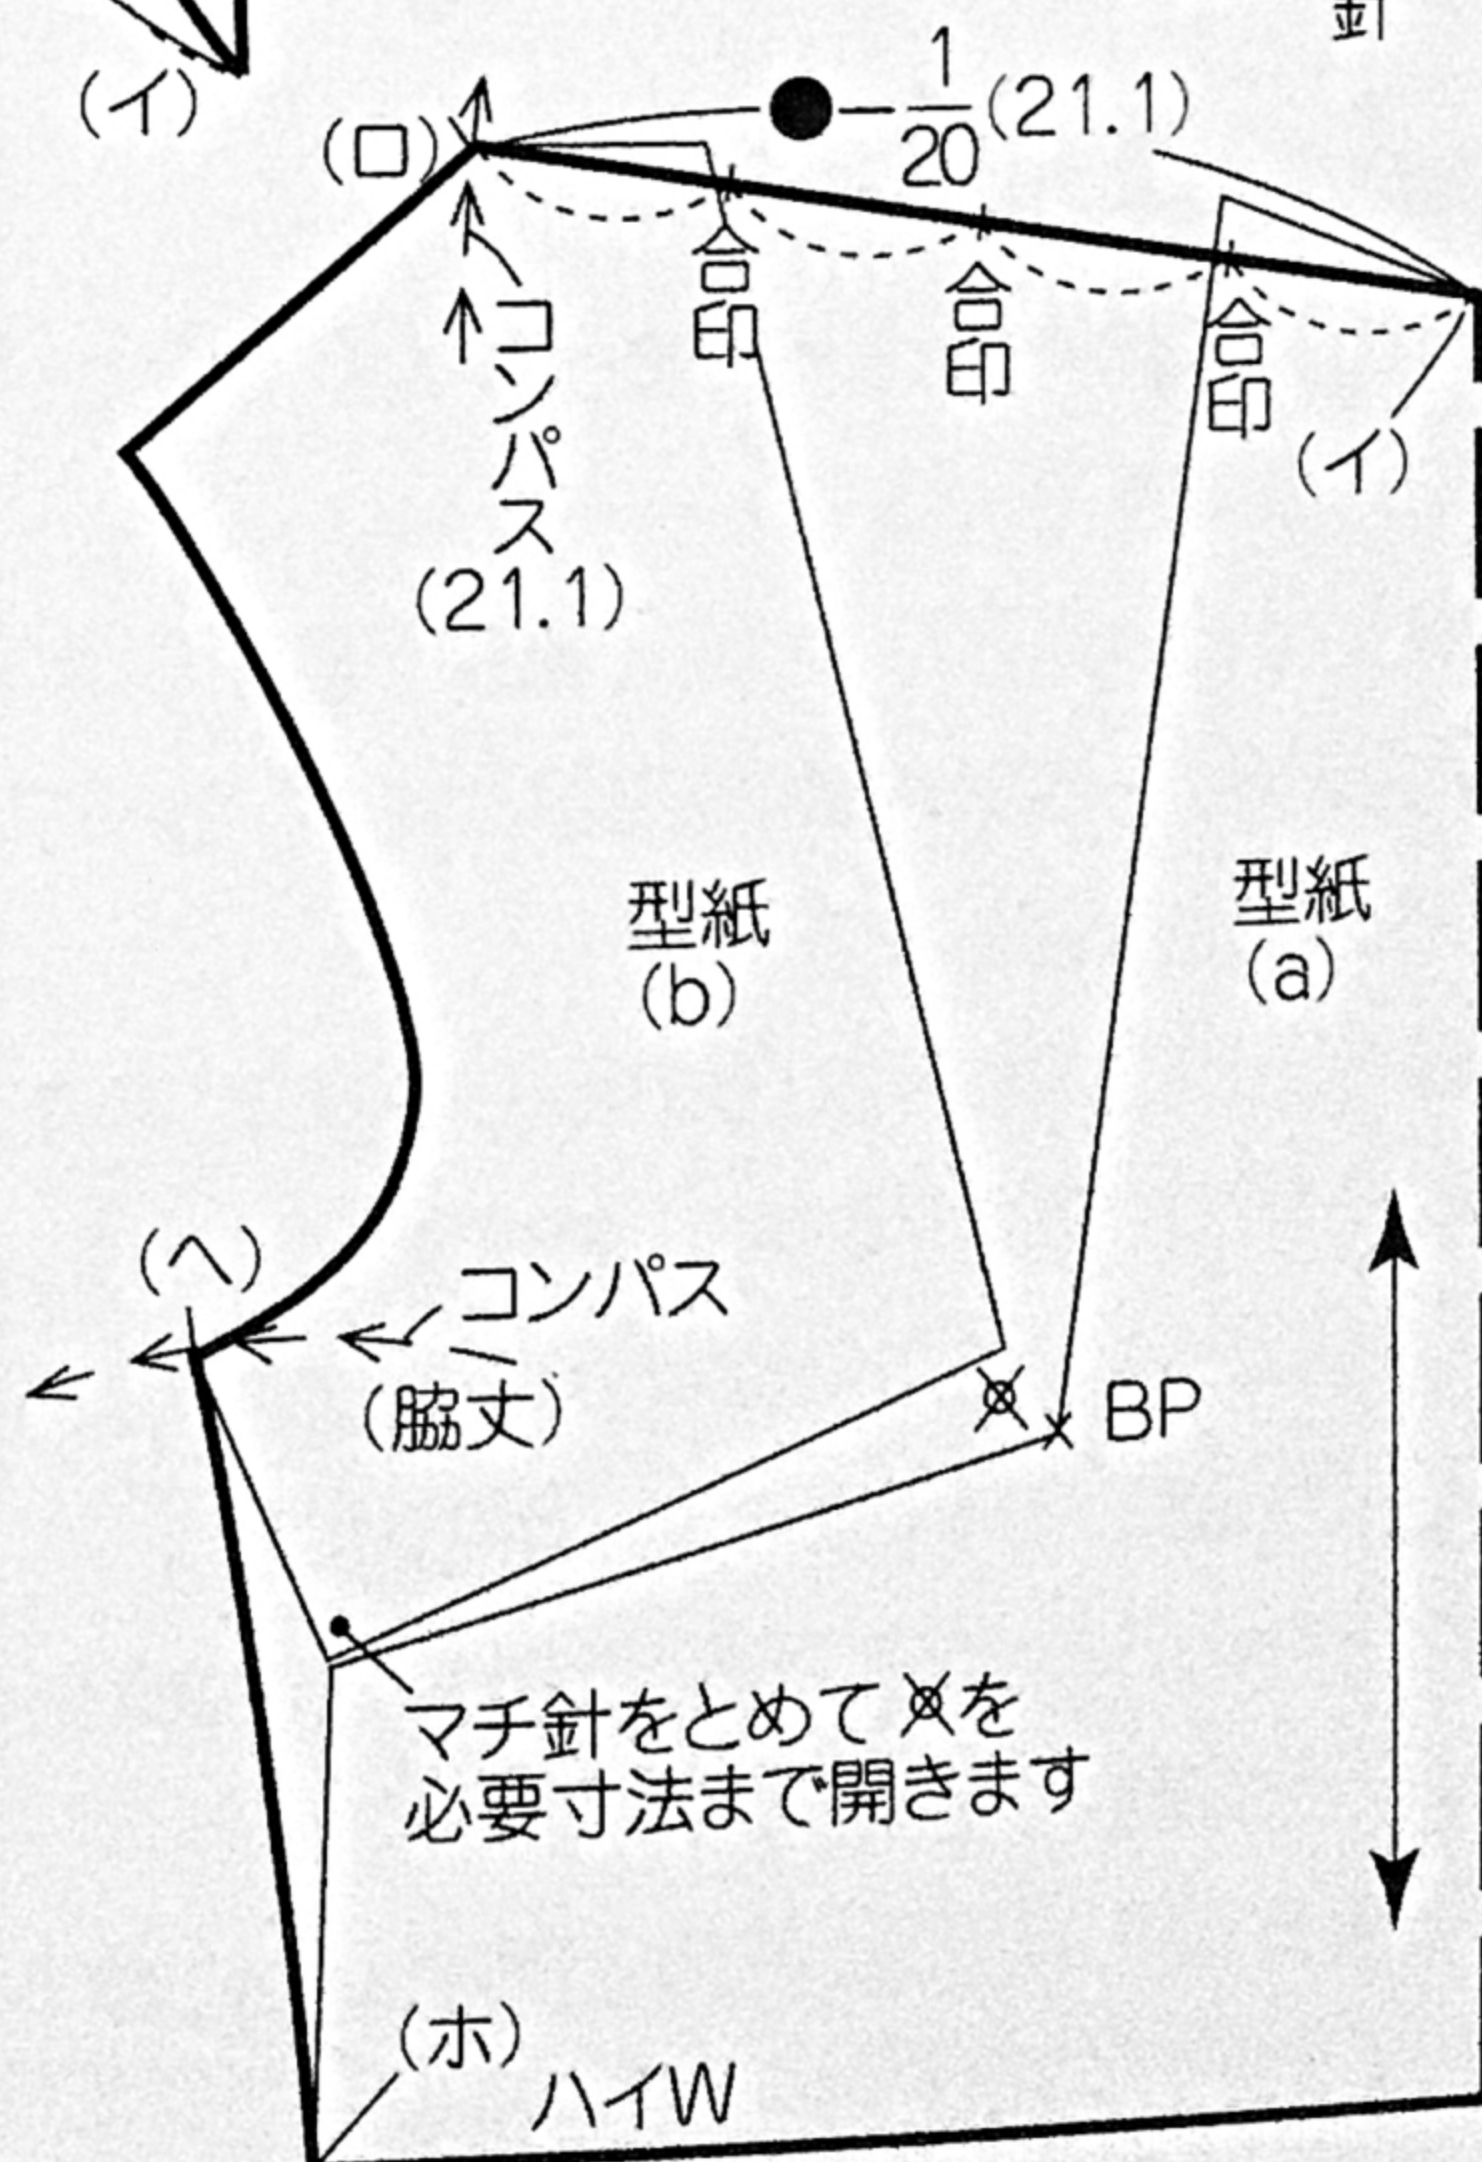 針
(イ)
(ロ)
●−1/20(21.1)
コンパス
(21.1)
合印
合印
合印
(イ)
型紙
(b)
型紙
(a)
(ヘ)
コンパス
(脇丈)
BP
マチ針をとめて⦻を
必要寸法まで開きます
(ホ)
ハイW